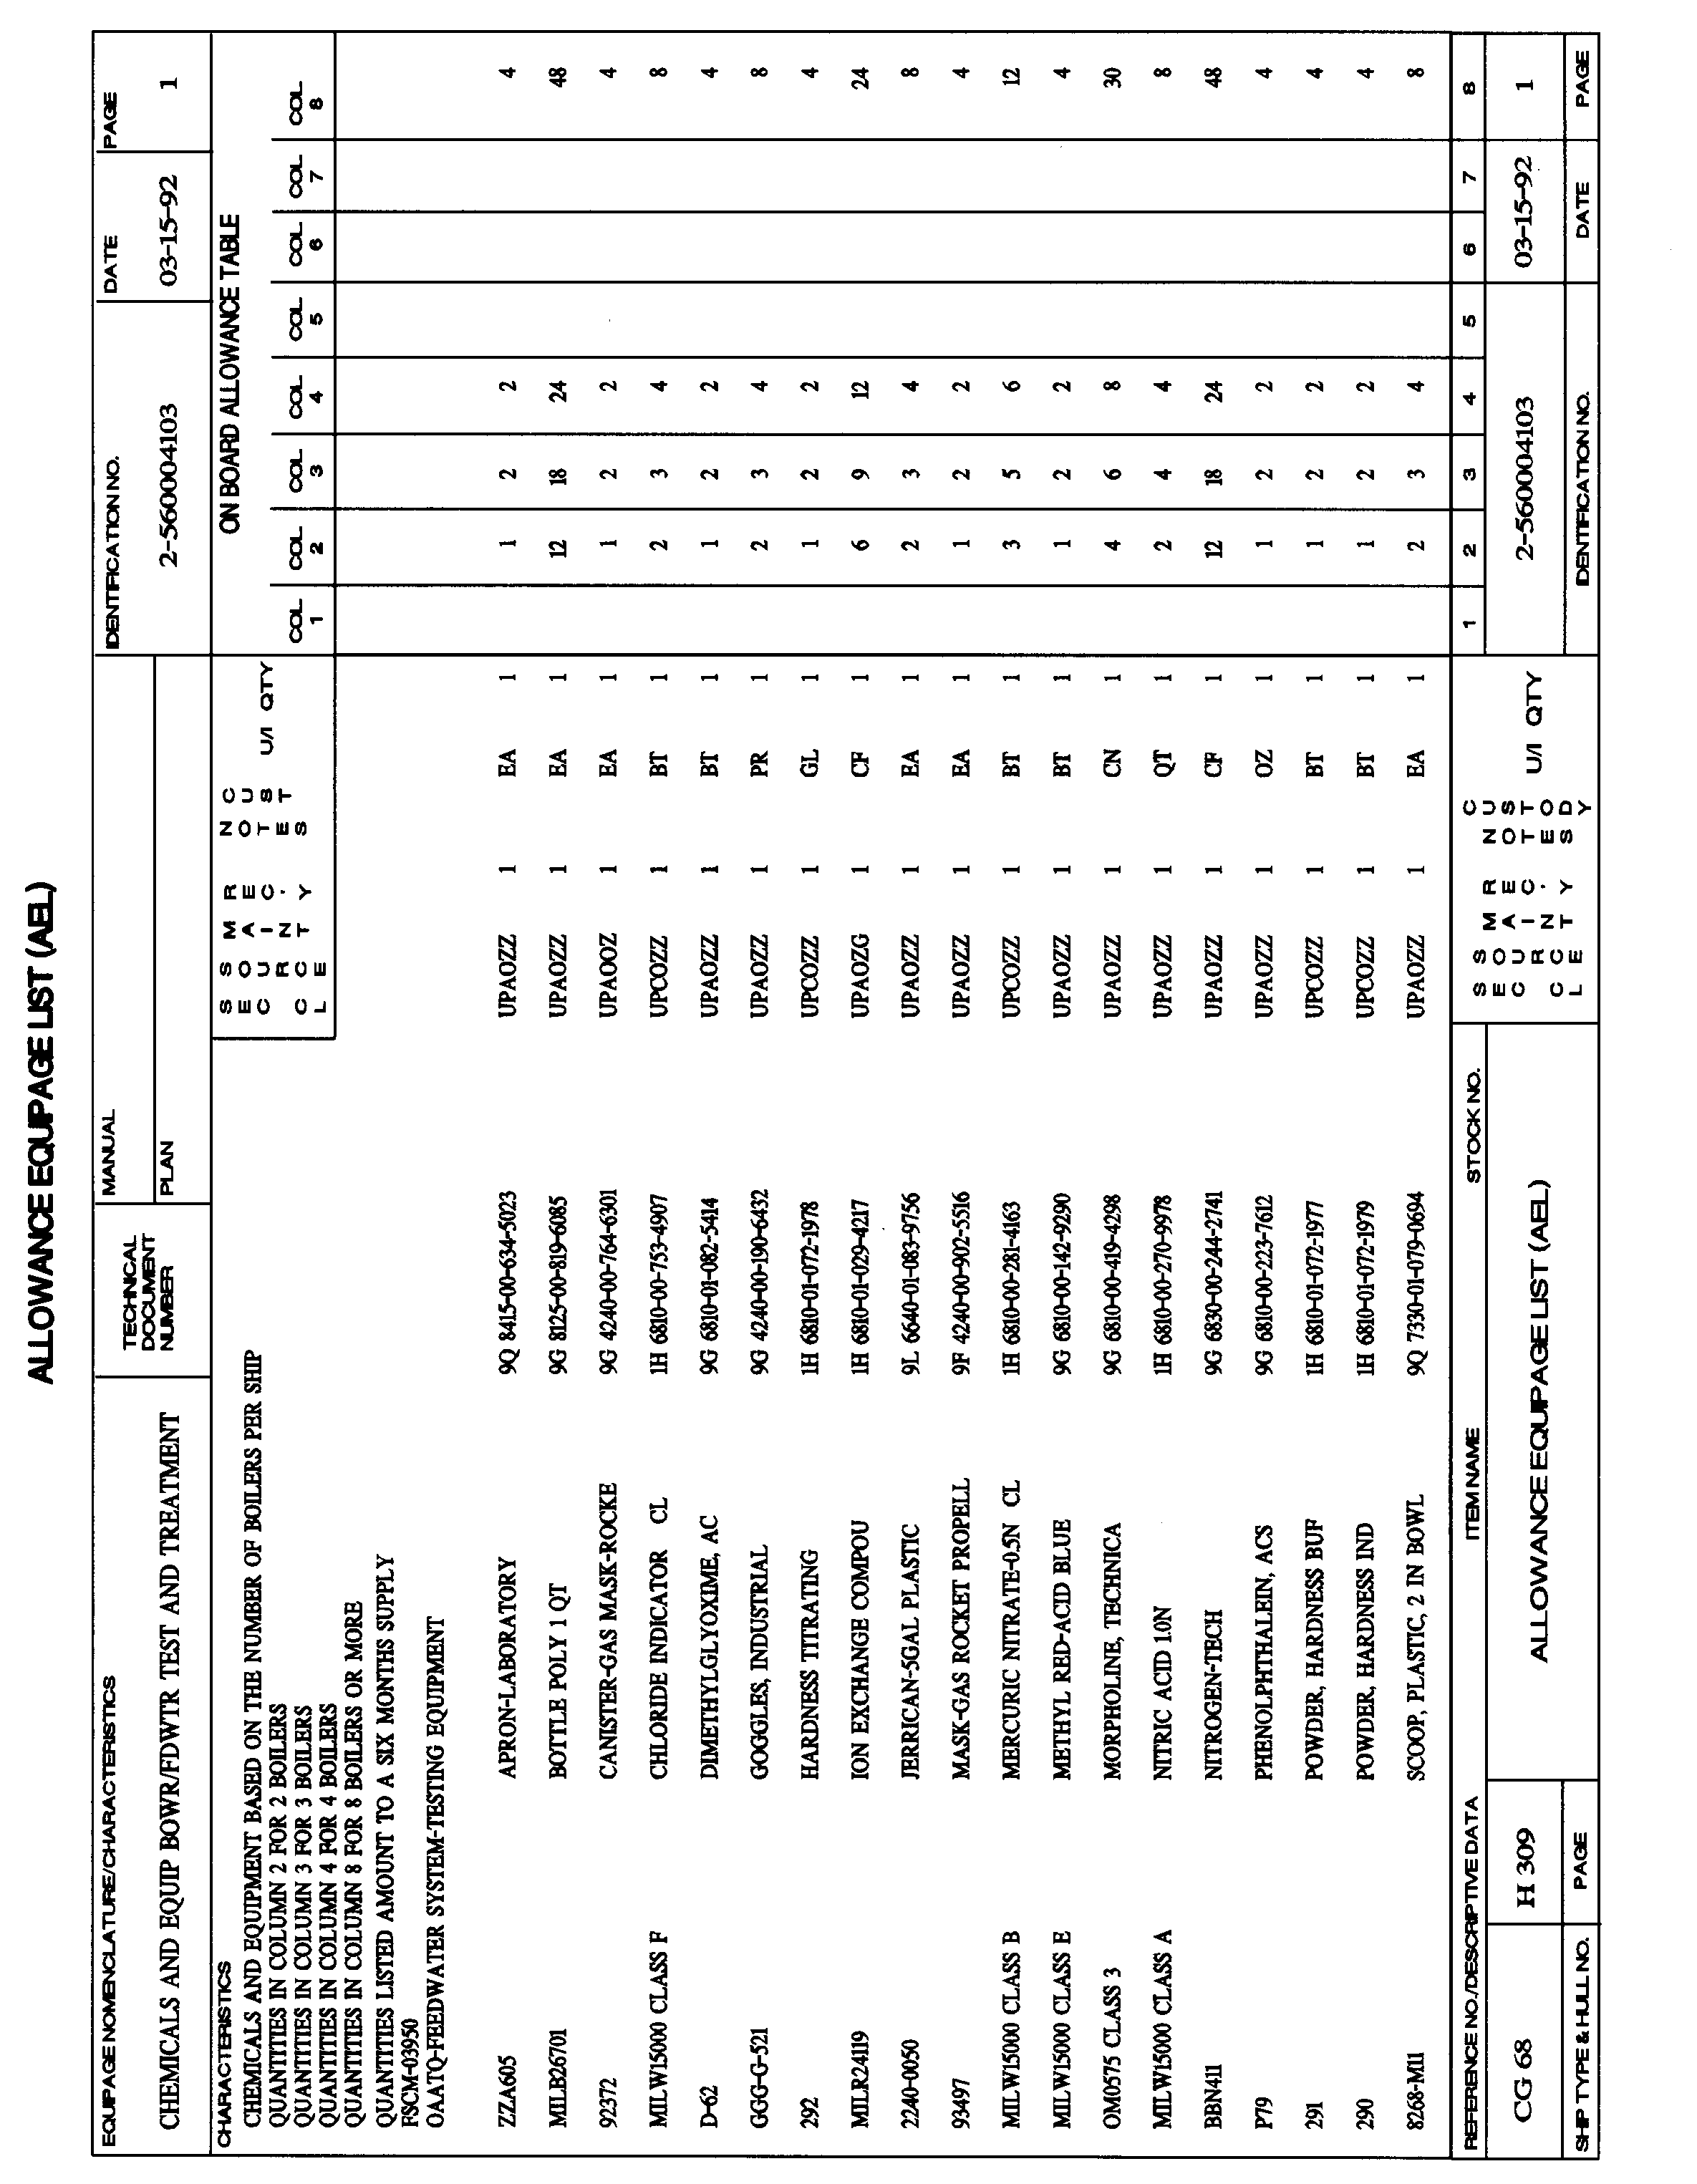 ALLOWANCE EQUIPAGE LIST (AEL)
EQUIPAGE NOMENCLATURE/CHARACTERISTICS TECHNICAL DOCUMENT NUMBER MANUAL IDENTIFICATION NO. DATE PAGE
CHEMICALS AND EQUIP BOWR/FDWTR TEST AND TREATMENT PLAN 2-560004103 03-15-92 1
CHARACTERISTICS SSMR NC ON BOARD ALLOWANCE TABLE
CHEMICALS AND EQUIPMENT BASED ON THE NUMBER OF BOILERS PER SHIP EOAE OU
QUANTITIES IN COLUMN 2 FOR 2 BOILERS CUIC TS U/I QTY
QUANTITIES IN COLUMN 3 FOR 3 BOILERS RN. ET COL COL COL COL COL COL COL COL
QUANTITIES IN COLUMN 4 FOR 4 BOILERS CCTY S 1 2 3 4 5 6 7 8
QUANTITIES IN COLUMN 8 FOR 8 BOILERS OR MORE LE
QUANTITIES LISTED AMOUNT TO A SIX MONTHS SUPPLY
FSCM-03950
OAATQ-FEEDWATER SYSTEM-TESTING EQUIPMENT
ZZA605 APRON-LABORATORY 9Q 8415-00-634-5023 UPAOZZ 1 EA 1 1 2 2 4
MILB26701 BOTTLE POLY 1 QT 9G 8125-00-819-6085 UPAOZZ 1 EA 1 12 18 24 48
92372 CANISTER-GAS MASK-ROCKE 9G 4240-00-764-6301 UPAOOZ 1 EA 1 1 2 2 4
MILW15000 CLASS F CHLORIDE INDICATOR CL 1H 6810-00-753-4907 UPCOZZ 1 BT 1 2 3 4 8
D-62 DIMETHYLGLYOXIME, AC 9G 6810-01-082-5414 UPAOZZ 1 BT 1 1 2 2 4
GGG-G-521 GOGGLES, INDUSTRIAL 9G 4240-00-190-6432 UPAOZZ 1 PR 1 2 3 4 8
292 HARDNESS TITRATING 1H 6810-01-072-1978 UPCOZZ 1 GL 1 1 2 2 4
MILR24119 ION EXCHANGE COMPOU 1H 6810-01-029-4217 UPAOZG 1 CF 1 6 9 12 24
2240-0050 JERRICAN-5GAL PLASTIC 9L 6640-01-083-9756 UPAOZZ 1 EA 1 2 3 4 8
93497 MASK-GAS ROCKET PROPELL 9F 4240-00-902-5516 UPAOZZ 1 EA 1 1 2 2 4
MILW15000 CLASS B MERCURIC NITRATE-0.5N CL 1H 6810-00-281-4163 UPCOZZ 1 BT 1 3 5 6 12
MILW15000 CLASS E METHYL RED-ACID BLUE 9G 6810-00-142-9290 UPAOZZ 1 BT 1 1 2 2 4
OM0575 CLASS 3 MORPHOLINE, TECHNICA 9G 6810-00-419-4298 UPAOZZ 1 CN 1 4 6 8 30
MILW15000 CLASS A NITRIC ACID 1.0N 1H 6810-00-270-9978 UPAOZZ 1 QT 1 2 4 4 8
BBN411 NITROGEN-TECH 9G 6830-00-244-2741 UPAOZZ 1 CF 1 12 18 24 48
P79 PHENOLPHTHALEIN, ACS 9G 6810-00-223-7612 UPAOZZ 1 OZ 1 1 2 2 4
291 POWDER, HARDNESS BUF 1H 6810-01-072-1977 UPCOZZ 1 BT 1 1 2 2 4
290 POWDER, HARDNESS IND 1H 6810-01-072-1979 UPCOZZ 1 BT 1 1 2 2 4
8268-M11 SCOOP, PLASTIC, 2 IN BOWL 9Q 7330-01-079-0694 UPAOZZ 1 EA 1 2 3 4 8
REFERENCE NO./DESCRIPTIVE DATA ITEM NAME STOCK NO. SSMR NC 1 2 3 4 5 6 7 8
CG 68 H 309 ALLOWANCE EQUIPAGE LIST (AEL) U/I QTY 2-560004103 03-15-92 1
SHIP TYPE & HULL NO. PAGE IDENTIFICATION NO. DATE PAGE